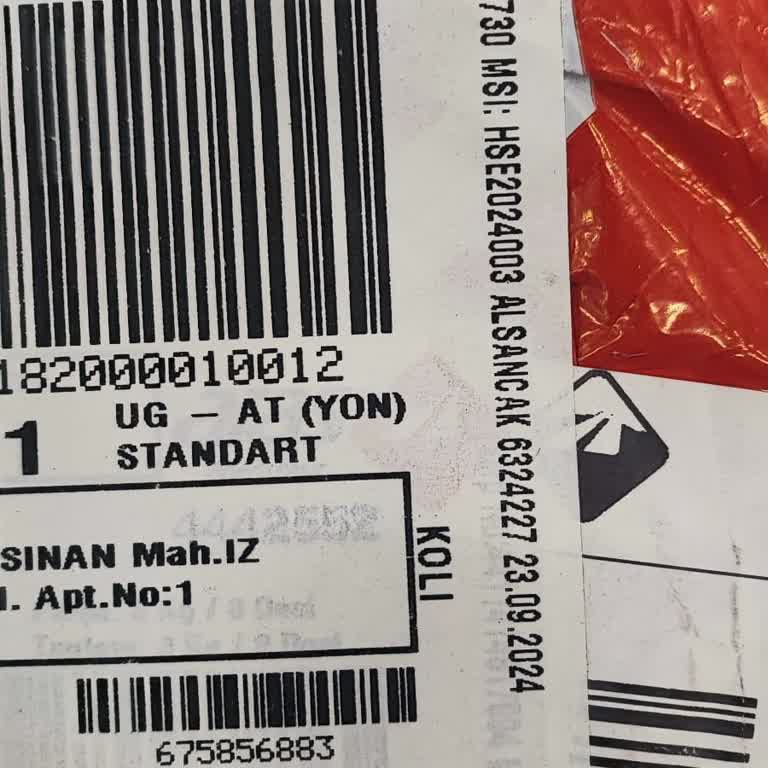 182000010012
1
UG – AT (YON)
STANDART
SINAN Mah.IZ
I. Apt.No:1
KOLI
675856883
730 MSI: HSE2024003 ALSANCAK 6324227 23.09.2024
4442552